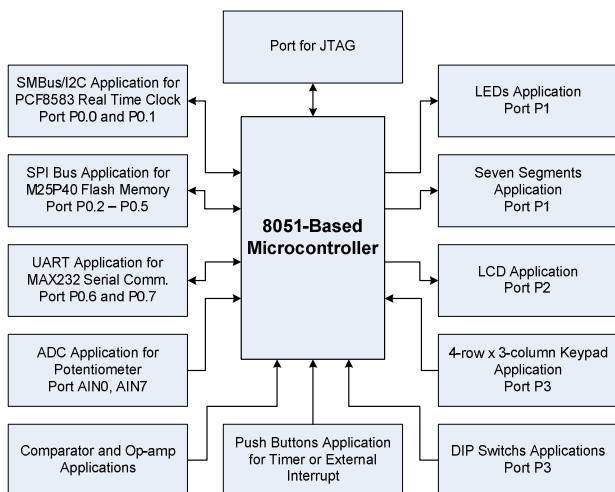 Port for JTAG
SMBus/I2C Application for
PCF8583 Real Time Clock
Port P0.0 and P0.1
LEDs Application
Port P1
SPI Bus Application for
M25P40 Flash Memory
Port P0.2 – P0.5
Seven Segments
Application
Port P1
8051-Based
Microcontroller
UART Application for
MAX232 Serial Comm.
Port P0.6 and P0.7
LCD Application
Port P2
ADC Application for
Potentiometer
Port AIN0, AIN7
4-row x 3-column Keypad
Application
Port P3
Comparator and Op-amp
Applications
Push Buttons Application
for Timer or External
Interrupt
DIP Switchs Applications
Port P3